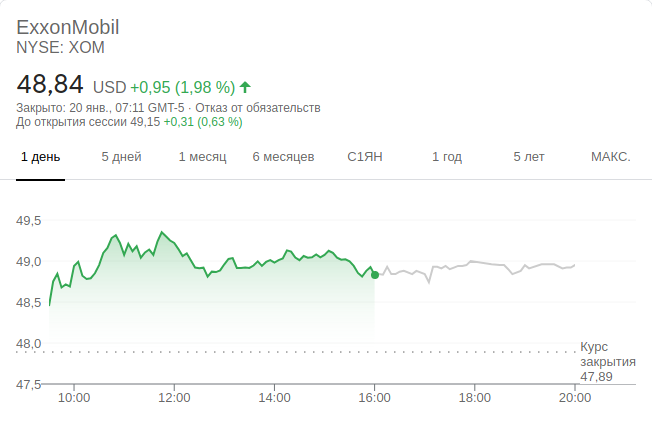 ExxonMobil
NYSE: XOM
48,84 USD +0,95 (1,98 %)
Закрыто: 20 янв., 07:11 GMT-5 · Отказ от обязательств
До открытия сессии 49,15 +0,31 (0,63 %)
1 день 5 дней 1 месяц 6 месяцев С1ЯН 1 год 5 лет МАКС.
49,5
49,0
48,5
48,0
Курс
закрытия
47,89
47,5
10:00 12:00 14:00 16:00 18:00 20:00